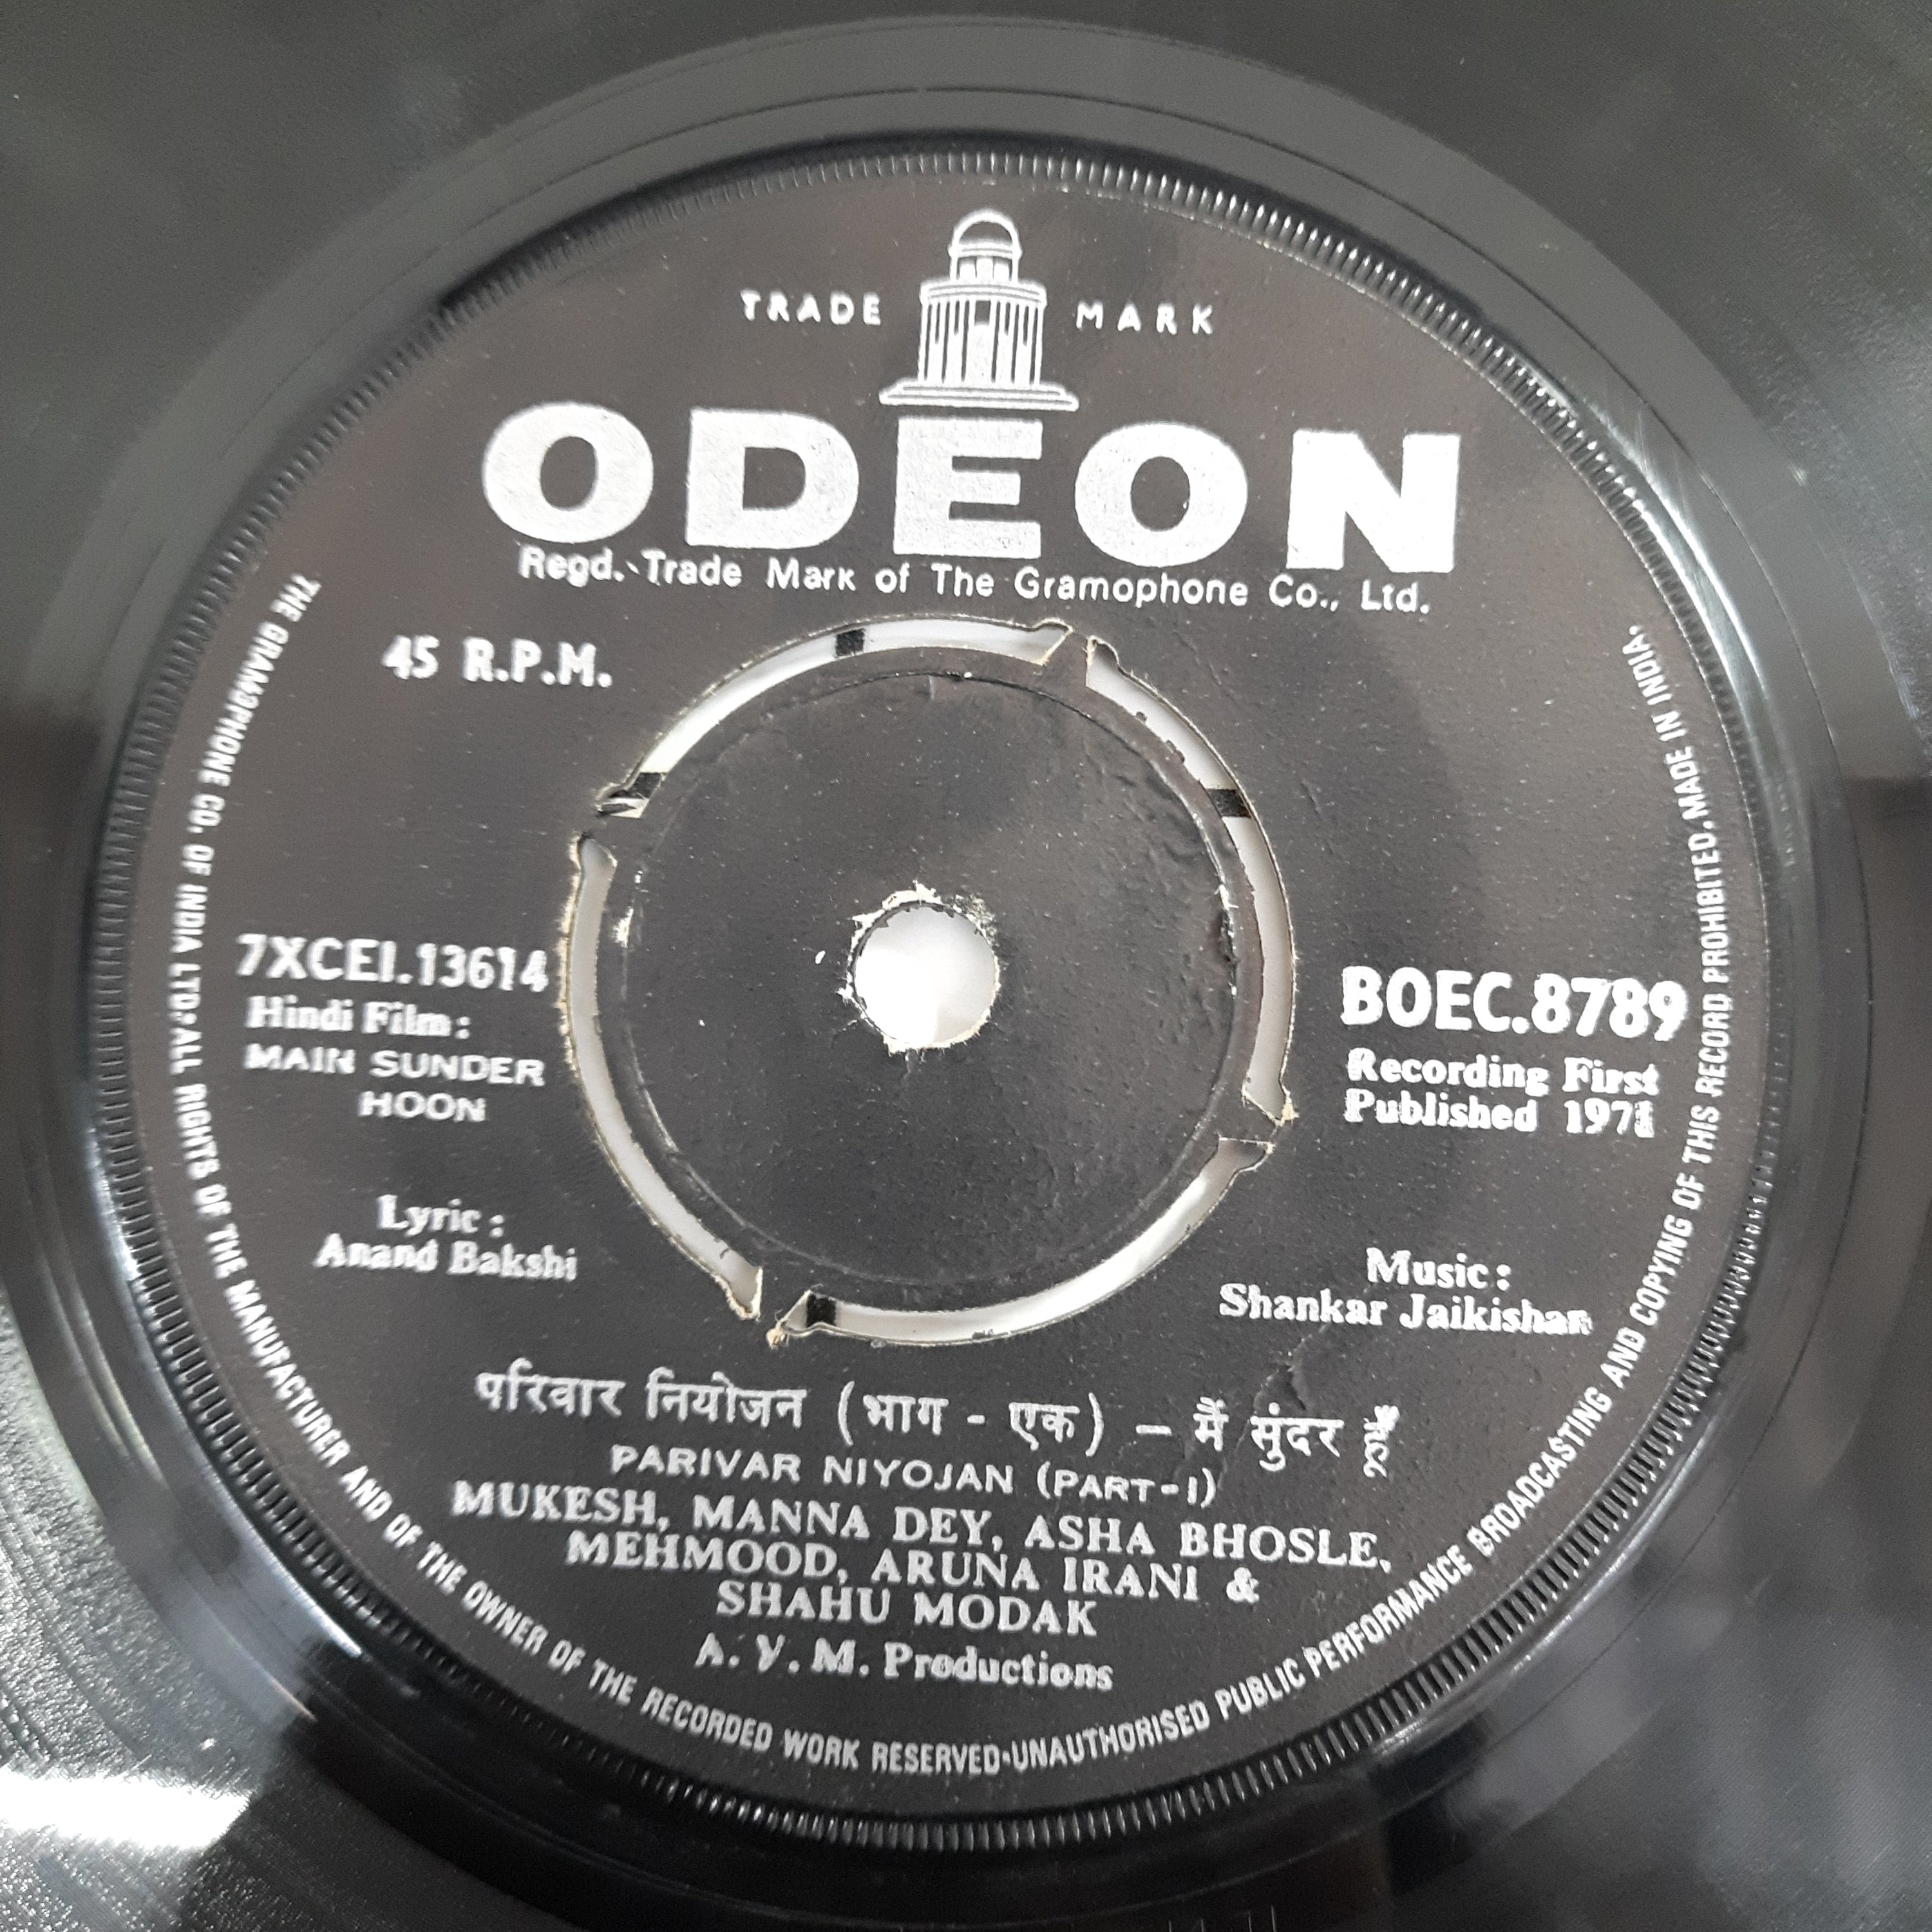 TRADE MARK
ODEON
Regd. Trade Mark of The Gramophone Co., Ltd.
45 R.P.M.
7XCEI.13614
Hindi Film:
MAIN SUNDER
HOON
BOEC.8789
Recording First
Published 1971
Lyric:
Anand Bakshi
Music:
Shankar Jaikishan
परिवार नियोजन (भाग - एक) – मैं सुंदर हूँ
PARIVAR NIYOJAN (PART-I)
MUKESH, MANNA DEY, ASHA BHOSLE,
MEHMOOD, ARUNA IRANI &
SHAHU MODAK
A. V. M. Productions
THE GRAMOPHONE CO. OF INDIA LTD•ALL RIGHTS OF THE MANUFACTURER AND OF THE OWNER OF THE RECORDED WORK RESERVED•UNAUTHORISED PUBLIC PERFORMANCE BROADCASTING AND COPYING OF THIS RECORD PROHIBITED. MADE IN INDIA.